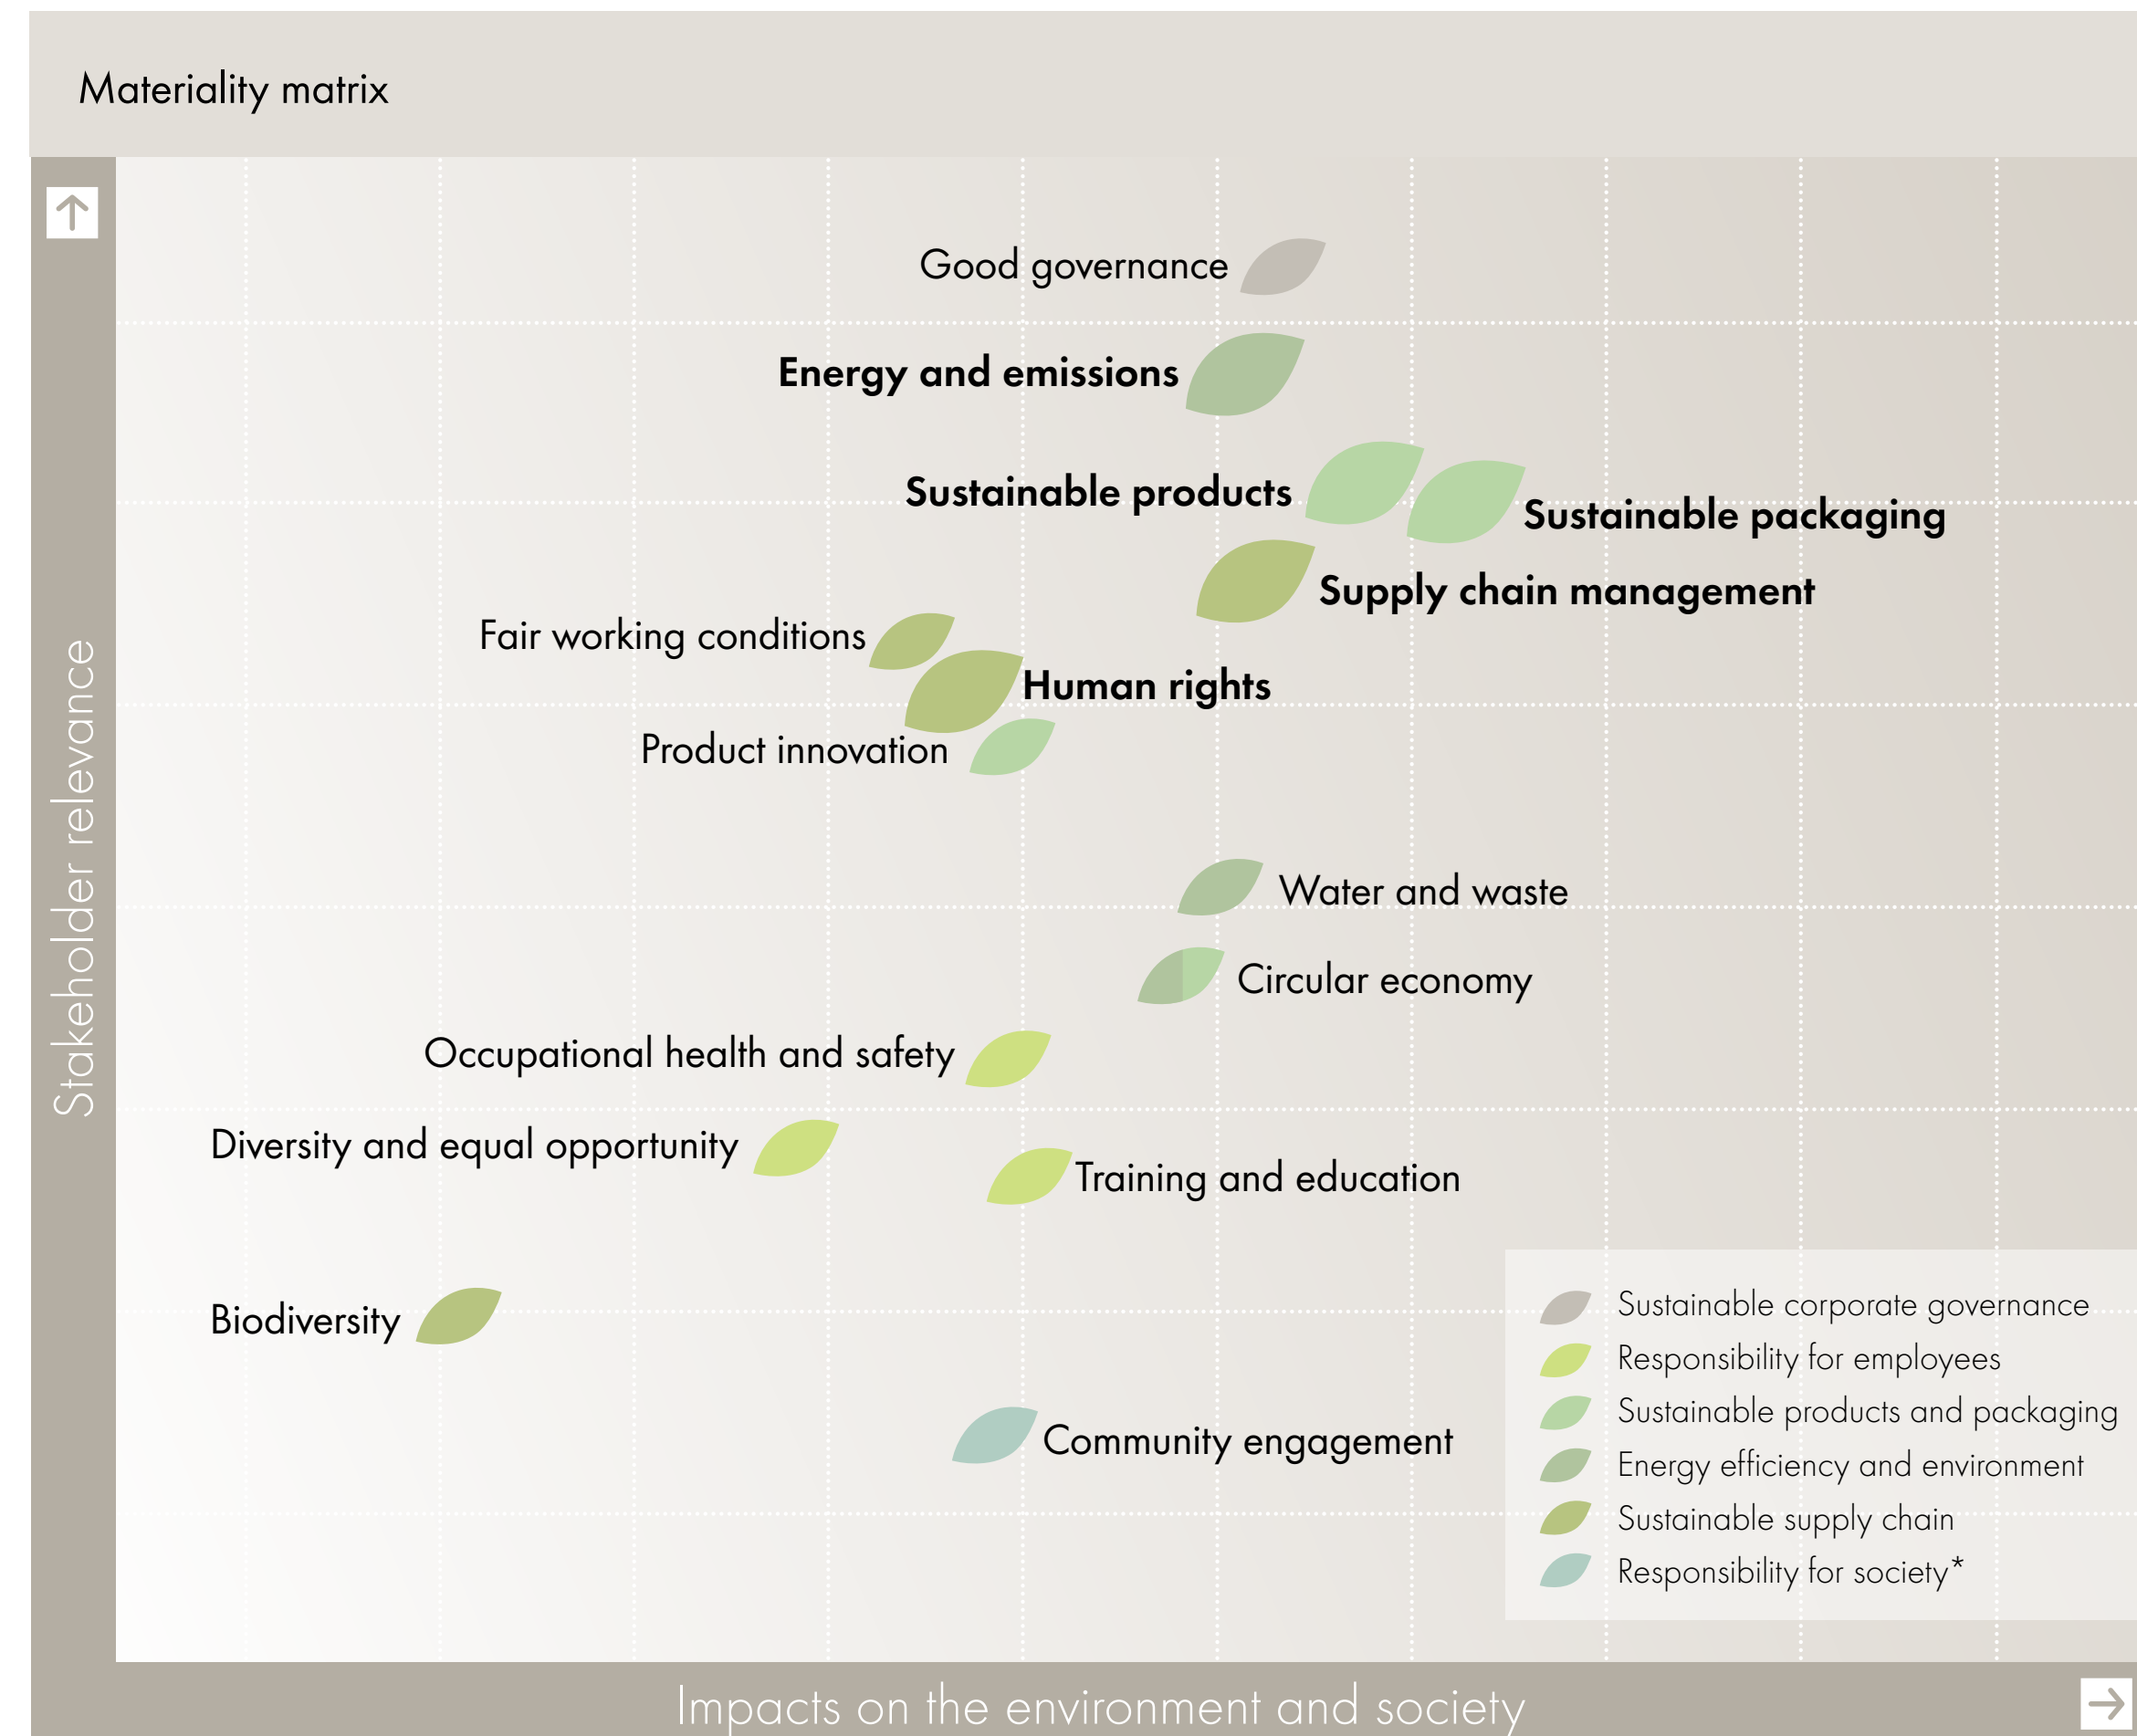 Materiality matrix
Stakeholder relevance
Good governance
Energy and emissions
Sustainable products
Sustainable packaging
Supply chain management
Fair working conditions
Human rights
Product innovation
Water and waste
Circular economy
Occupational health and safety
Diversity and equal opportunity
Training and education
Biodiversity
Community engagement
Sustainable corporate governance
Responsibility for employees
Sustainable products and packaging
Energy efficiency and environment
Sustainable supply chain
Responsibility for society*
Impacts on the environment and society